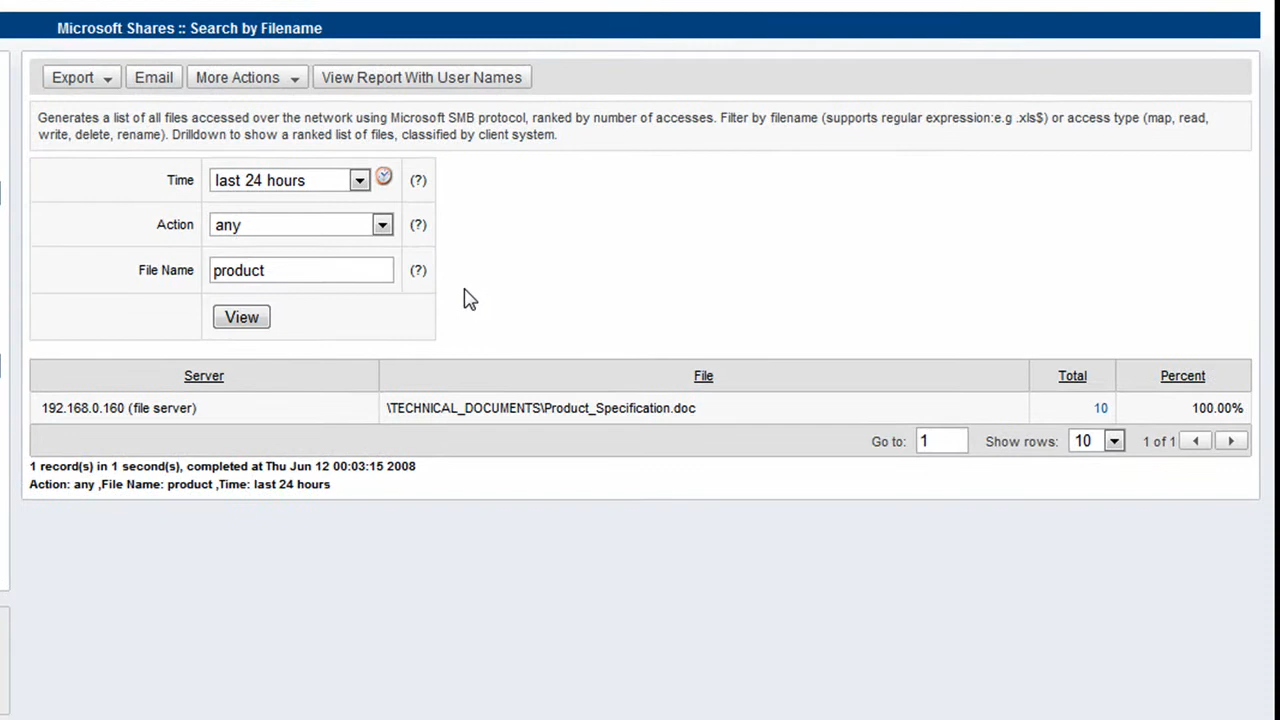 Microsoft Shares :: Search by Filename
Export Email More Actions View Report With User Names
Generates a list of all files accessed over the network using Microsoft SMB protocol, ranked by number of accesses. Filter by filename (supports regular expression:e.g .xls$) or access type (map, read,
write, delete, rename). Drilldown to show a ranked list of files, classified by client system.
Time last 24 hours (?)
Action any (?)
File Name product (?)
View
Server File Total Percent
192.168.0.160 (file server) \TECHNICAL_DOCUMENTS\Product_Specification.doc 10 100.00%
Go to: 1 Show rows: 10 1 of 1
1 record(s) in 1 second(s), completed at Thu Jun 12 00:03:15 2008
Action: any ,File Name: product ,Time: last 24 hours